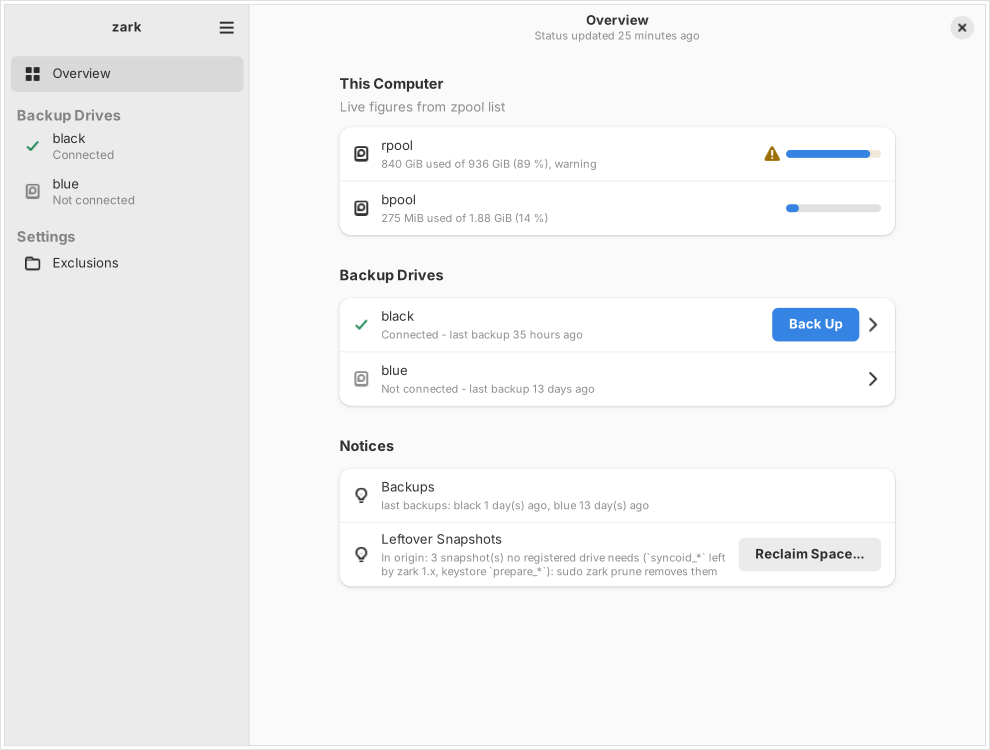 zark
Overview
Backup Drives
black
Connected
blue
Not connected
Settings
Exclusions
Overview
Status updated 25 minutes ago
This Computer
Live figures from zpool list
rpool
840 GiB used of 936 GiB (89 %), warning
bpool
275 MiB used of 1.88 GiB (14 %)
Backup Drives
black
Connected - last backup 35 hours ago
Back Up
blue
Not connected - last backup 13 days ago
Notices
Backups
last backups: black 1 day(s) ago, blue 13 day(s) ago
Leftover Snapshots
In origin: 3 snapshot(s) no registered drive needs (`syncoid_*` left
by zark 1.x, keystore `prepare_*`): sudo zark prune removes them
Reclaim Space...